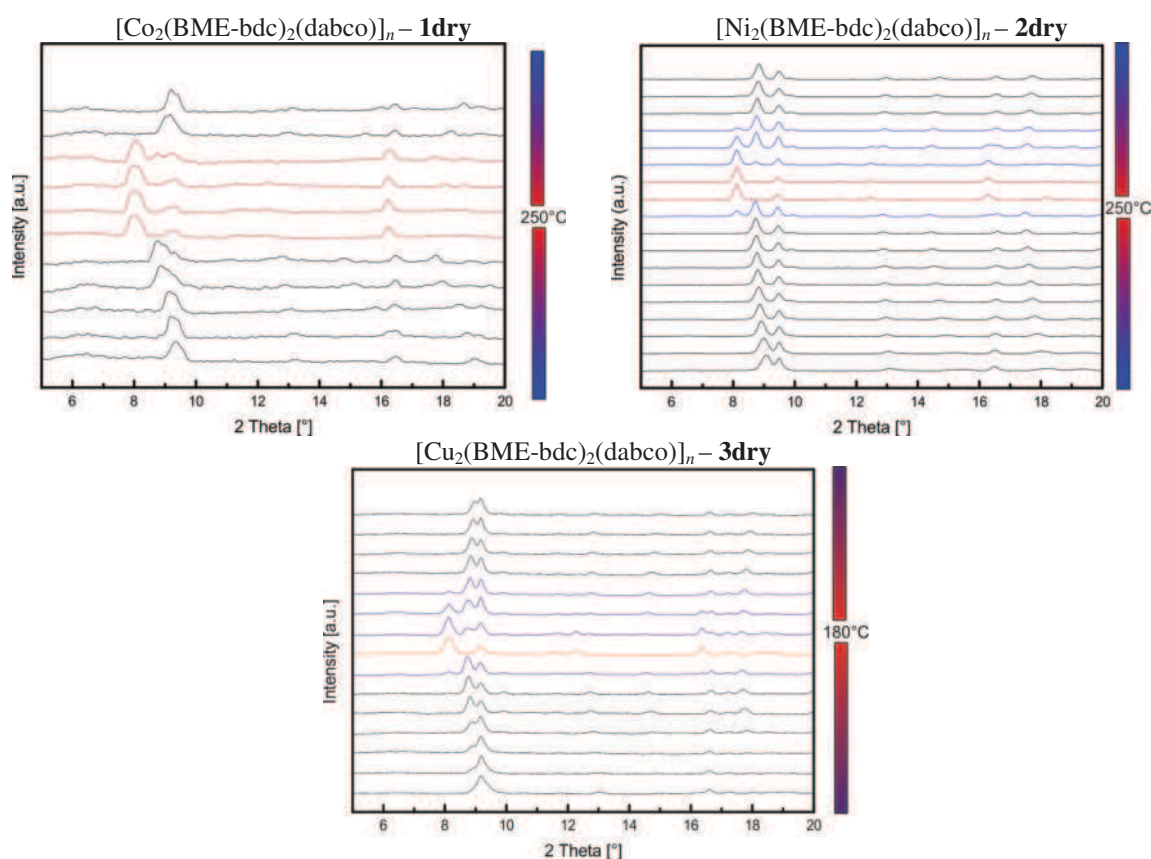 [Co₂(BME-bdc)₂(dabco)]ₙ – 1dry
Intensity [a.u.]
6 8 10 12 14 16 18 20
2 Theta [°]
250°C
[Ni₂(BME-bdc)₂(dabco)]ₙ – 2dry
Intensity (a.u.)
6 8 10 12 14 16 18 20
2 Theta [°]
250°C
[Cu₂(BME-bdc)₂(dabco)]ₙ – 3dry
Intensity [a.u.]
6 8 10 12 14 16 18 20
2 Theta [°]
180°C